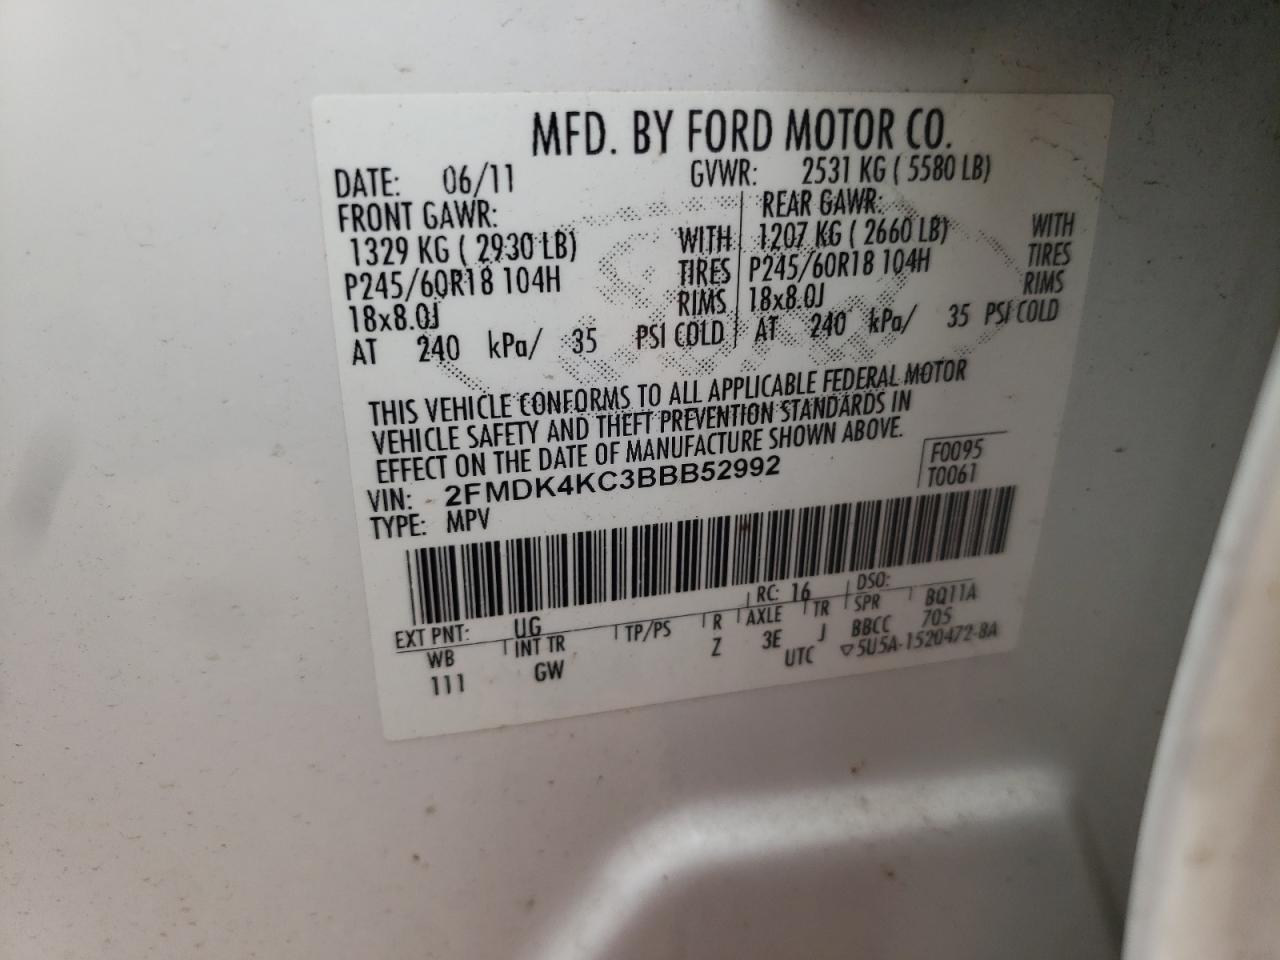 MFD. BY FORD MOTOR CO.
DATE: 06/11 GVWR: 2531 KG ( 5580 LB)
FRONT GAWR: REAR GAWR:
1329 KG ( 2930 LB) WITH 1207 KG ( 2660 LB) WITH
P245/60R18 104H TIRES P245/60R18 104H TIRES
18x8.0J RIMS 18x8.0J RIMS
AT 240 kPa/ 35 PSI COLD AT 240 kPa/ 35 PSI COLD
THIS VEHICLE CONFORMS TO ALL APPLICABLE FEDERAL MOTOR
VEHICLE SAFETY AND THEFT PREVENTION STANDARDS IN
EFFECT ON THE DATE OF MANUFACTURE SHOWN ABOVE.
F0095
VIN: 2FMDK4KC3BBB52992 T0061
TYPE: MPV
EXT PNT: UG RC: 16 DSO:
WB INT TR TP/PS R AXLE TR SPR BQ11A
111 GW Z 3E J BBCC 705
UTC ▽5U5A-1520472-BA